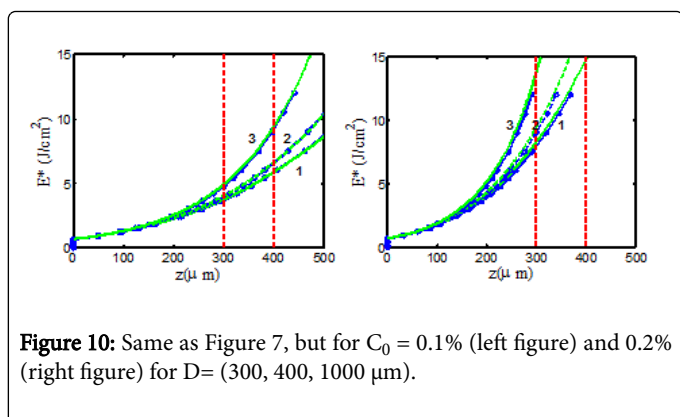 15
10
5
0
E* (J/cm²)
3
2
1
0 100 200 300 400 500
z(μ m)
15
10
5
0
E* (J/cm²)
3
2
1
0 100 200 300 400 500
z(μ m)
Figure 10: Same as Figure 7, but for C₀ = 0.1% (left figure) and 0.2%
(right figure) for D= (300, 400, 1000 μm).